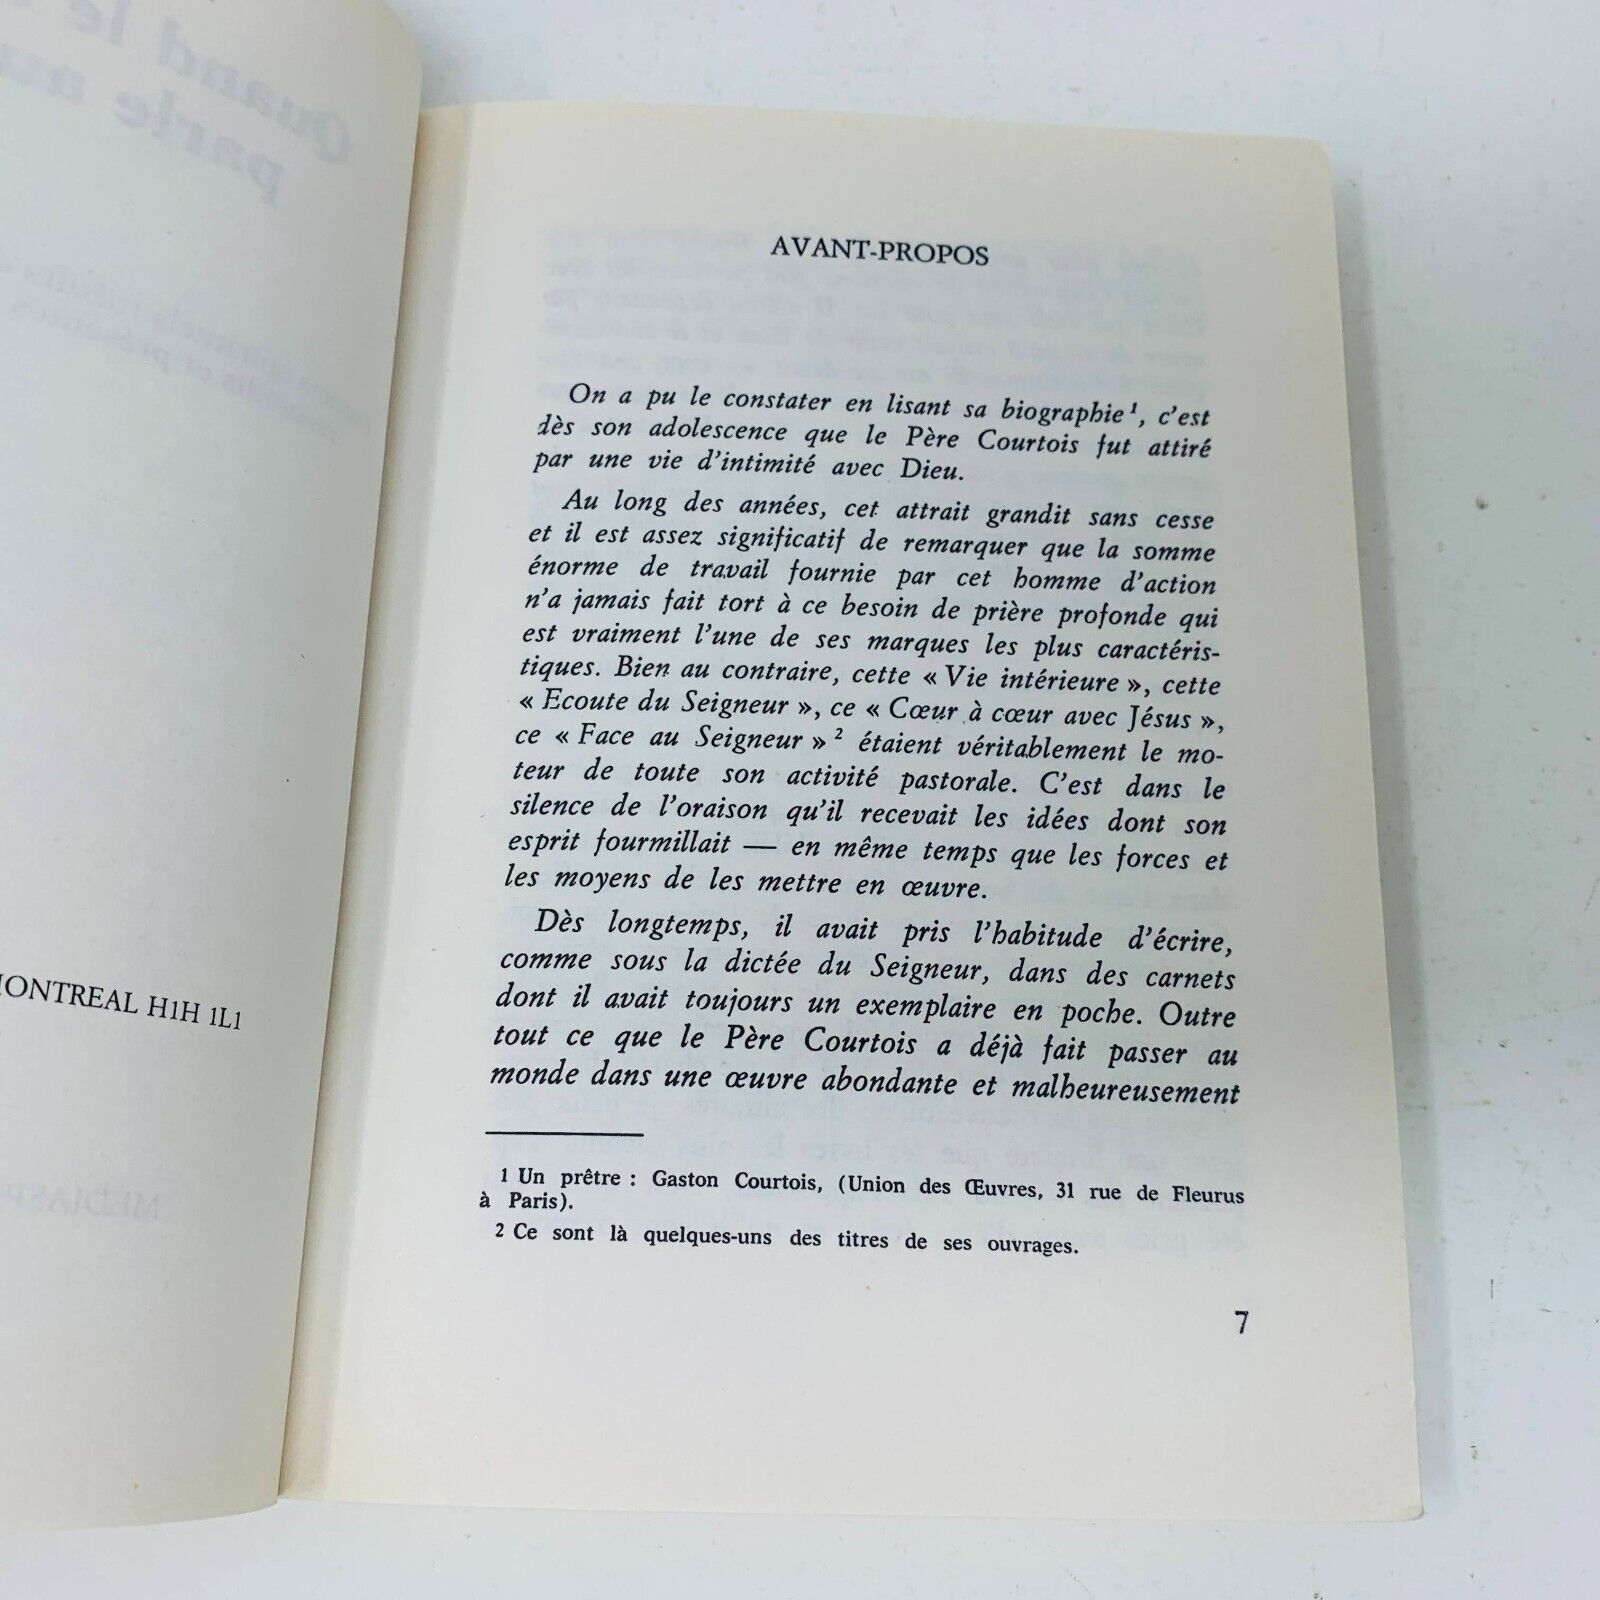 ONTREAL H1H 1L1
AVANT-PROPOS
On a pu le constater en lisant sa biographie¹, c'est
dès son adolescence que le Père Courtois fut attiré
par une vie d'intimité avec Dieu.
Au long des années, cet attrait grandit sans cesse
et il est assez significatif de remarquer que la somme
énorme de travail fournie par cet homme d'action
n'a jamais fait tort à ce besoin de prière profonde qui
est vraiment l'une de ses marques les plus caractéris-
tiques. Bien au contraire, cette « Vie intérieure », cette
« Ecoute du Seigneur », ce « Cœur à cœur avec Jésus »,
ce « Face au Seigneur »² étaient véritablement le mo-
teur de toute son activité pastorale. C'est dans le
silence de l'oraison qu'il recevait les idées dont son
esprit fourmillait — en même temps que les forces et
les moyens de les mettre en œuvre.
Dès longtemps, il avait pris l'habitude d'écrire,
comme sous la dictée du Seigneur, dans des carnets
dont il avait toujours un exemplaire en poche. Outre
tout ce que le Père Courtois a déjà fait passer au
monde dans une œuvre abondante et malheureusement
1 Un prêtre : Gaston Courtois, (Union des Œuvres, 31 rue de Fleurus
à Paris).
2 Ce sont là quelques-uns des titres de ses ouvrages.
7